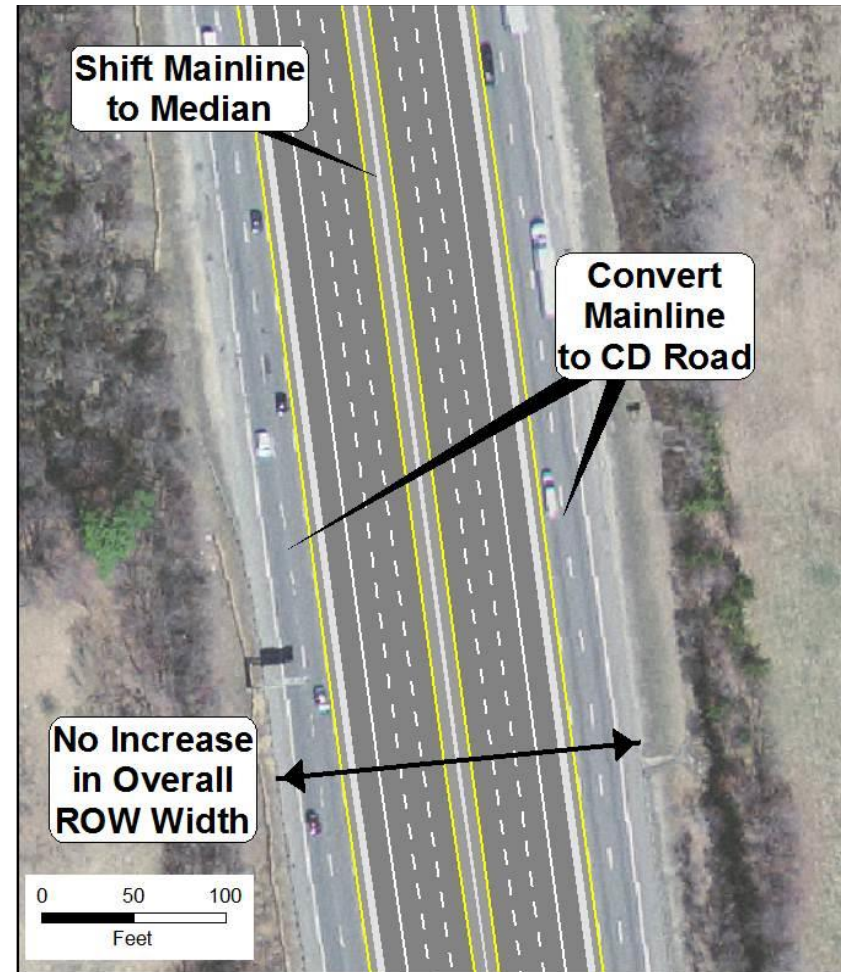 Shift Mainline
to Median
Convert
Mainline
to CD Road
No Increase
in Overall
ROW Width
0 50 100
Feet